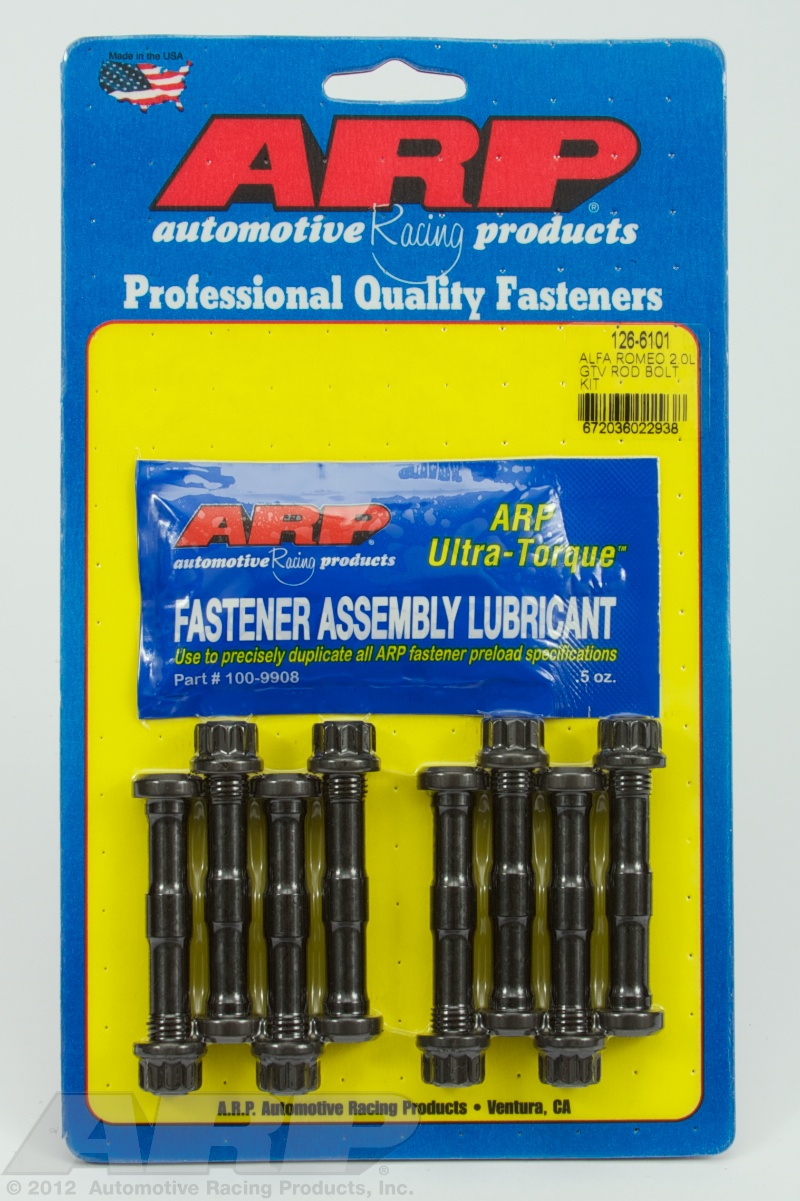 Made in the USA
ARP®
automotive Racing products
Professional Quality Fasteners
126-6101
ALFA ROMEO 2.0L
GTV ROD BOLT
KIT
672036022938
ARP
automotive Racing products
ARP
Ultra-Torque™
FASTENER ASSEMBLY LUBRICANT
Use to precisely duplicate all ARP fastener preload specifications
Part # 100-9908 .5 oz.
A.R.P. Automotive Racing Products • Ventura, CA
ARP
© 2012 Automotive Racing Products, Inc.